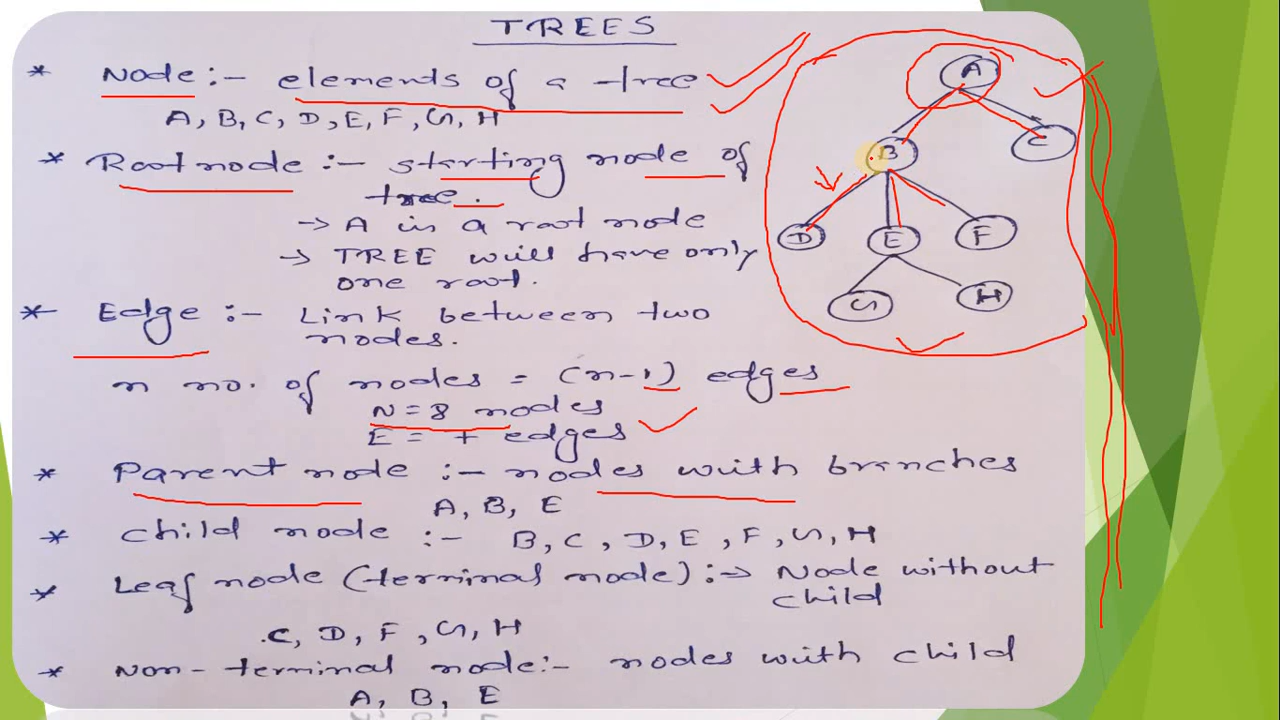 TREES
* Node :- elements of a tree
A, B, C, D, E, F, G, H
* Root node :- starting node of
tree.
→ A is a root node
→ TREE will have only
one root.
* Edge :- Link between two
nodes.
n no. of nodes = (n-1) edges
N = 8 nodes
E = 7 edges
* Parent node :- nodes with branches
A, B, E
* Child node :- B, C, D, E, F, G, H
* Leaf node (terminal node) :→ Node without
child
C, D, F, G, H
* Non-terminal node:- nodes with child
A, B, E
A
B
C
D
E
F
G
H